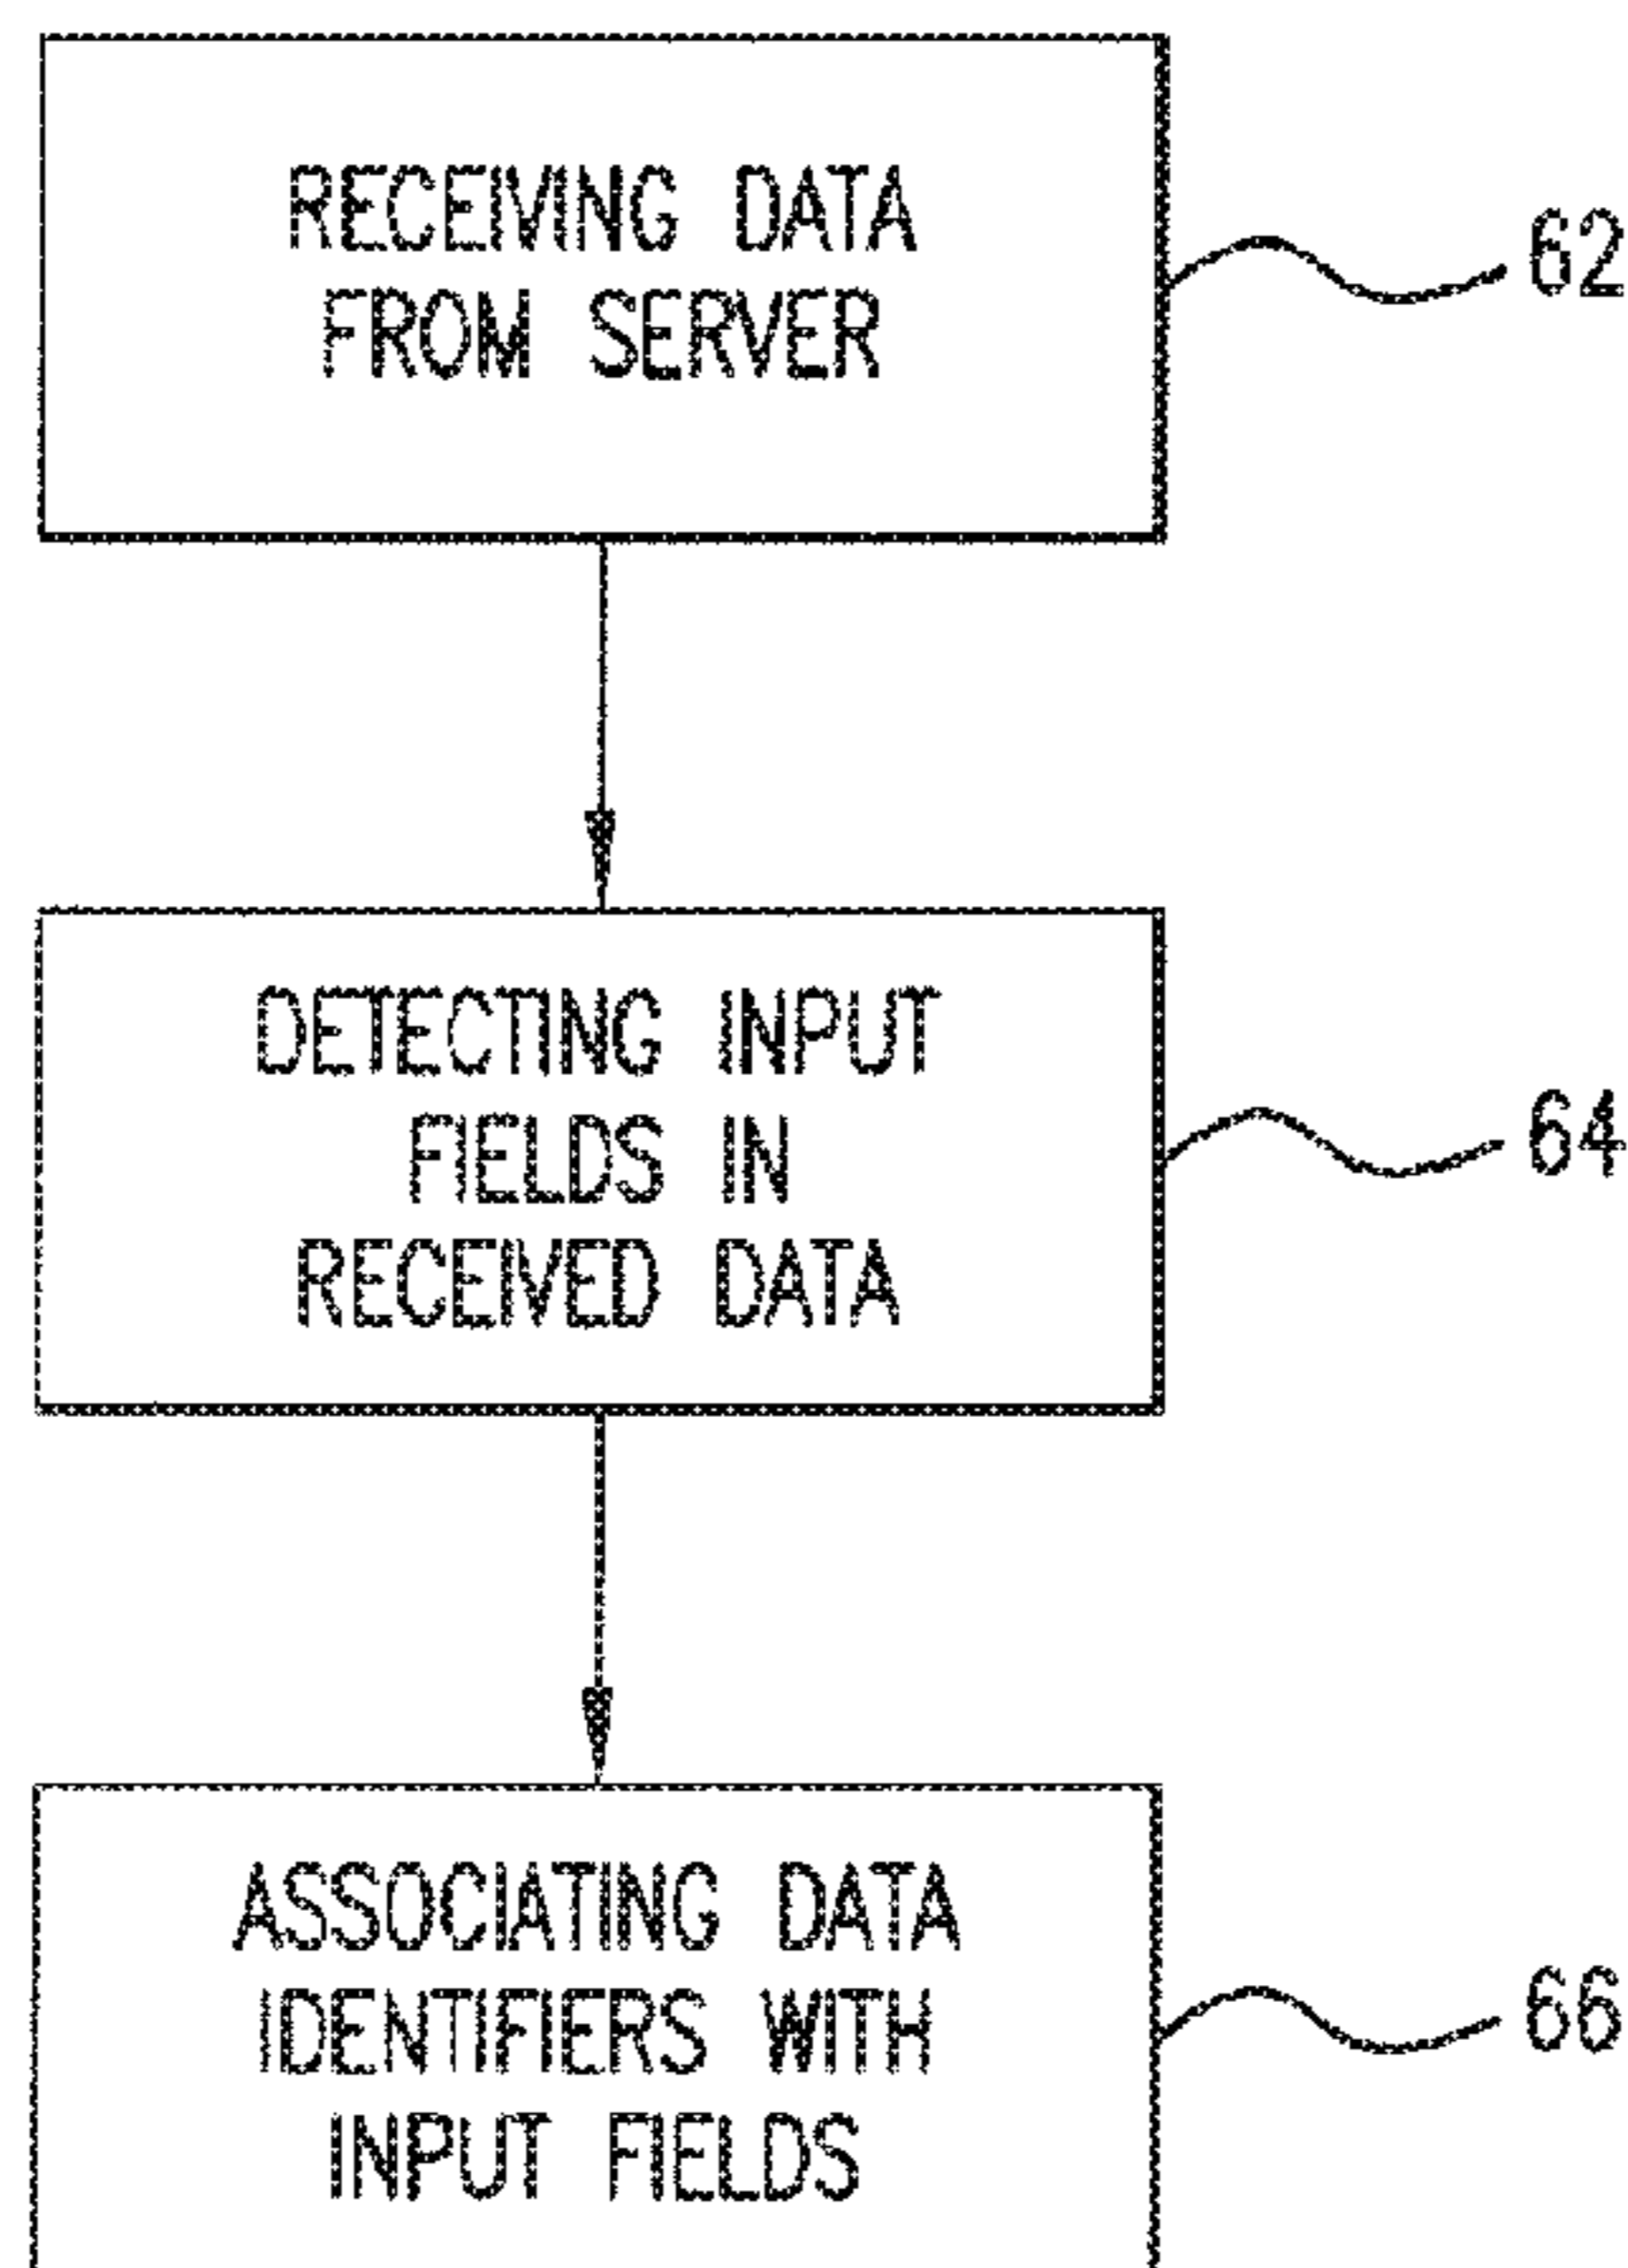 RECEIVING DATA
FROM SERVER
62
DETECTING INPUT
FIELDS IN
RECEIVED DATA
64
ASSOCIATING DATA
IDENTIFIERS WITH
INPUT FIELDS
66